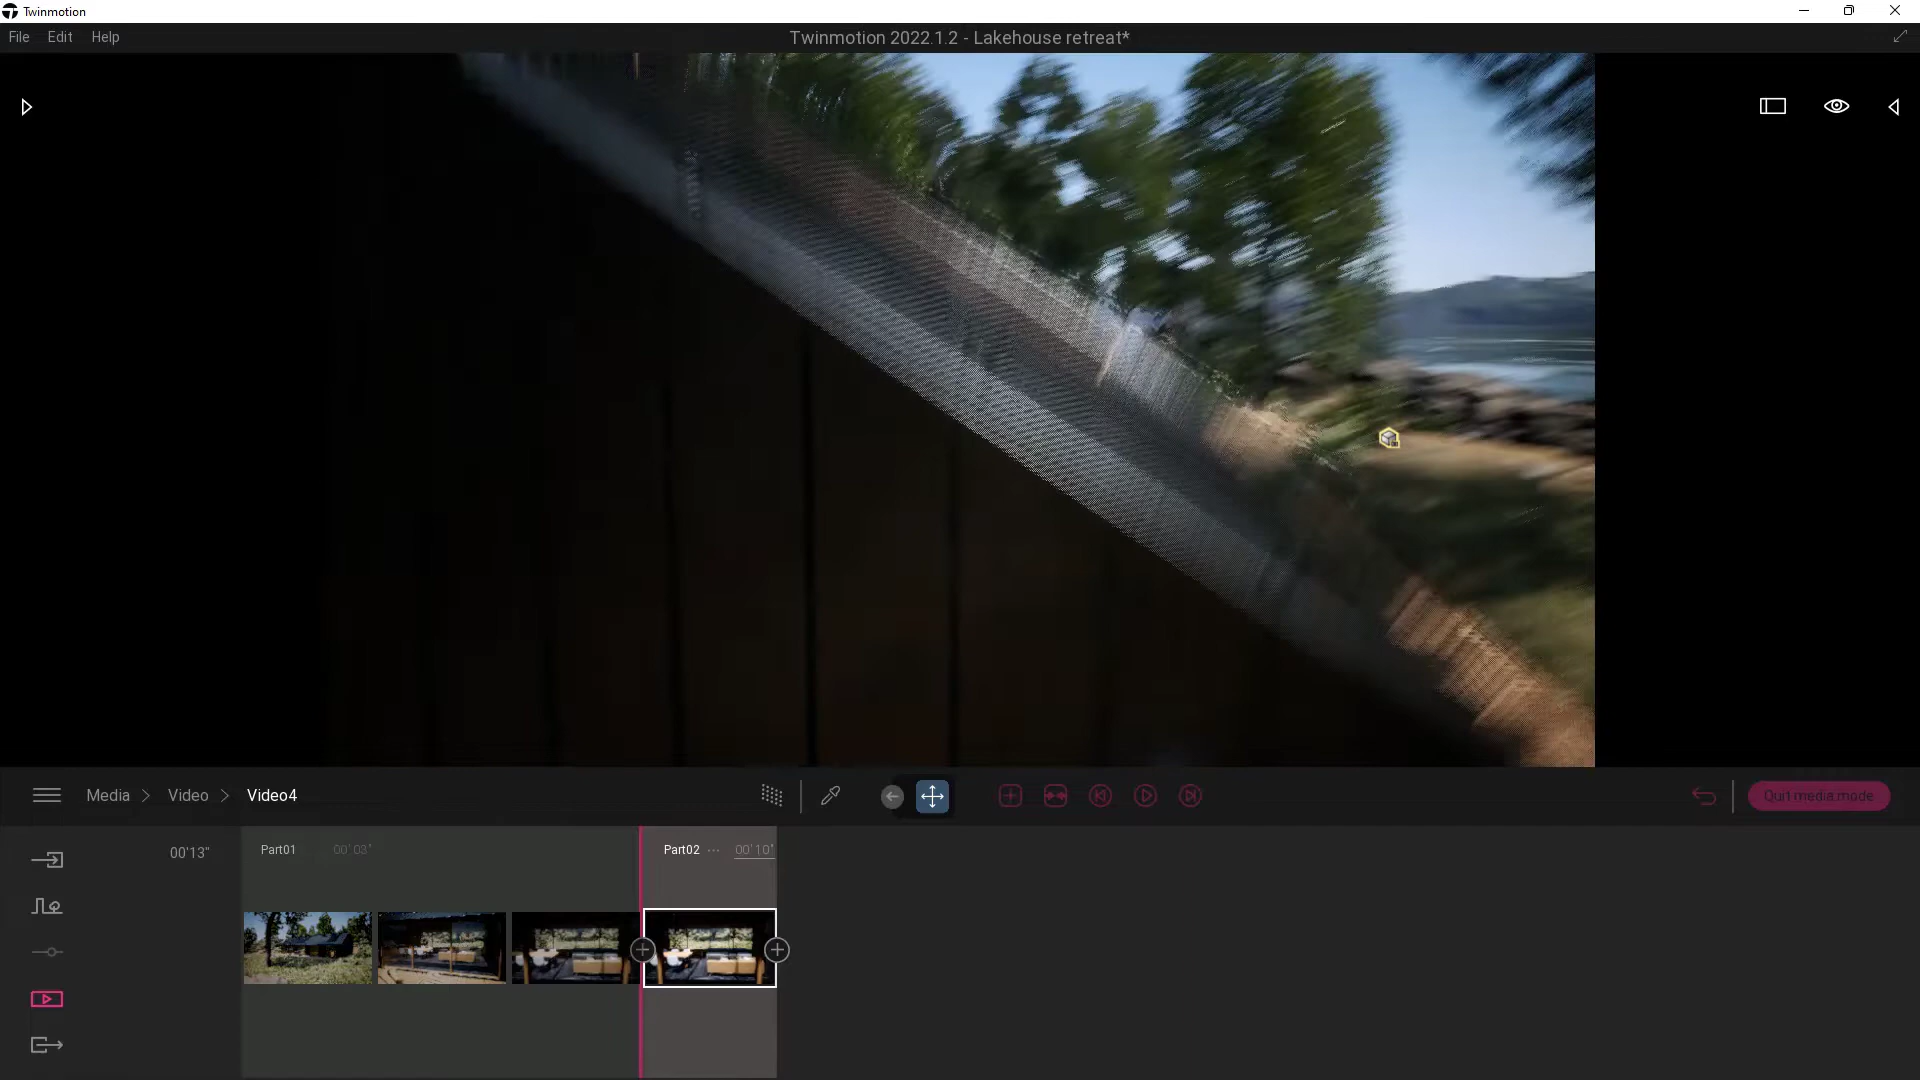 Twinmotion
File Edit Help
Twinmotion 2022.1.2 - Lakehouse retreat*
Media Video Video4
Quit media mode
00'13"
Part01 00'03"
Part02 ... 00'10"